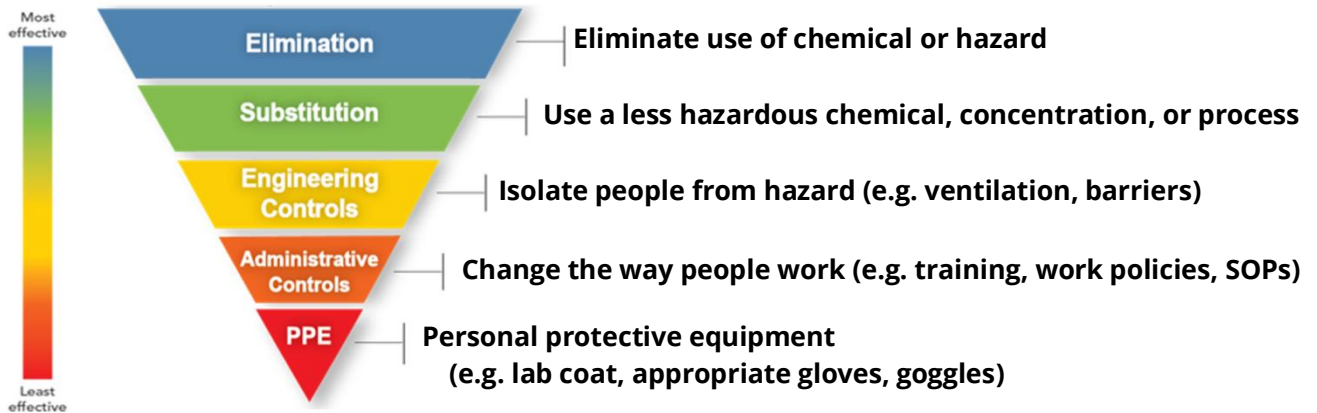 Most
effective
Elimination
Eliminate use of chemical or hazard
Substitution
Use a less hazardous chemical, concentration, or process
Engineering
Controls
Isolate people from hazard (e.g. ventilation, barriers)
Administrative
Controls
Change the way people work (e.g. training, work policies, SOPs)
PPE
Personal protective equipment
(e.g. lab coat, appropriate gloves, goggles)
Least
effective